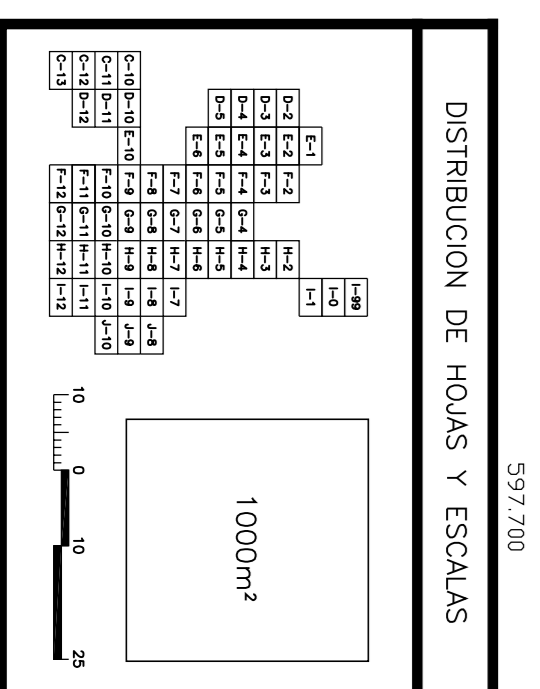 597.700
DISTRIBUCION DE HOJAS Y ESCALAS
I-99
I-0
E-1 I-1
D-2 E-2 F-2 H-2
D-3 E-3 F-3 H-3
D-4 E-4 F-4 G-4 H-4
D-5 E-5 F-5 G-5 H-5
E-6 F-6 G-6 H-6
F-7 G-7 H-7 I-7
F-8 G-8 H-8 I-8 J-8
C-10 D-10 E-10 F-9 G-9 H-9 I-9 J-9
C-11 D-11 F-10 G-10 H-10 I-10 J-10
C-12 D-12 F-11 G-11 H-11 I-11
C-13 F-12 G-12 H-12 I-12
1000m²
10 0 10 25